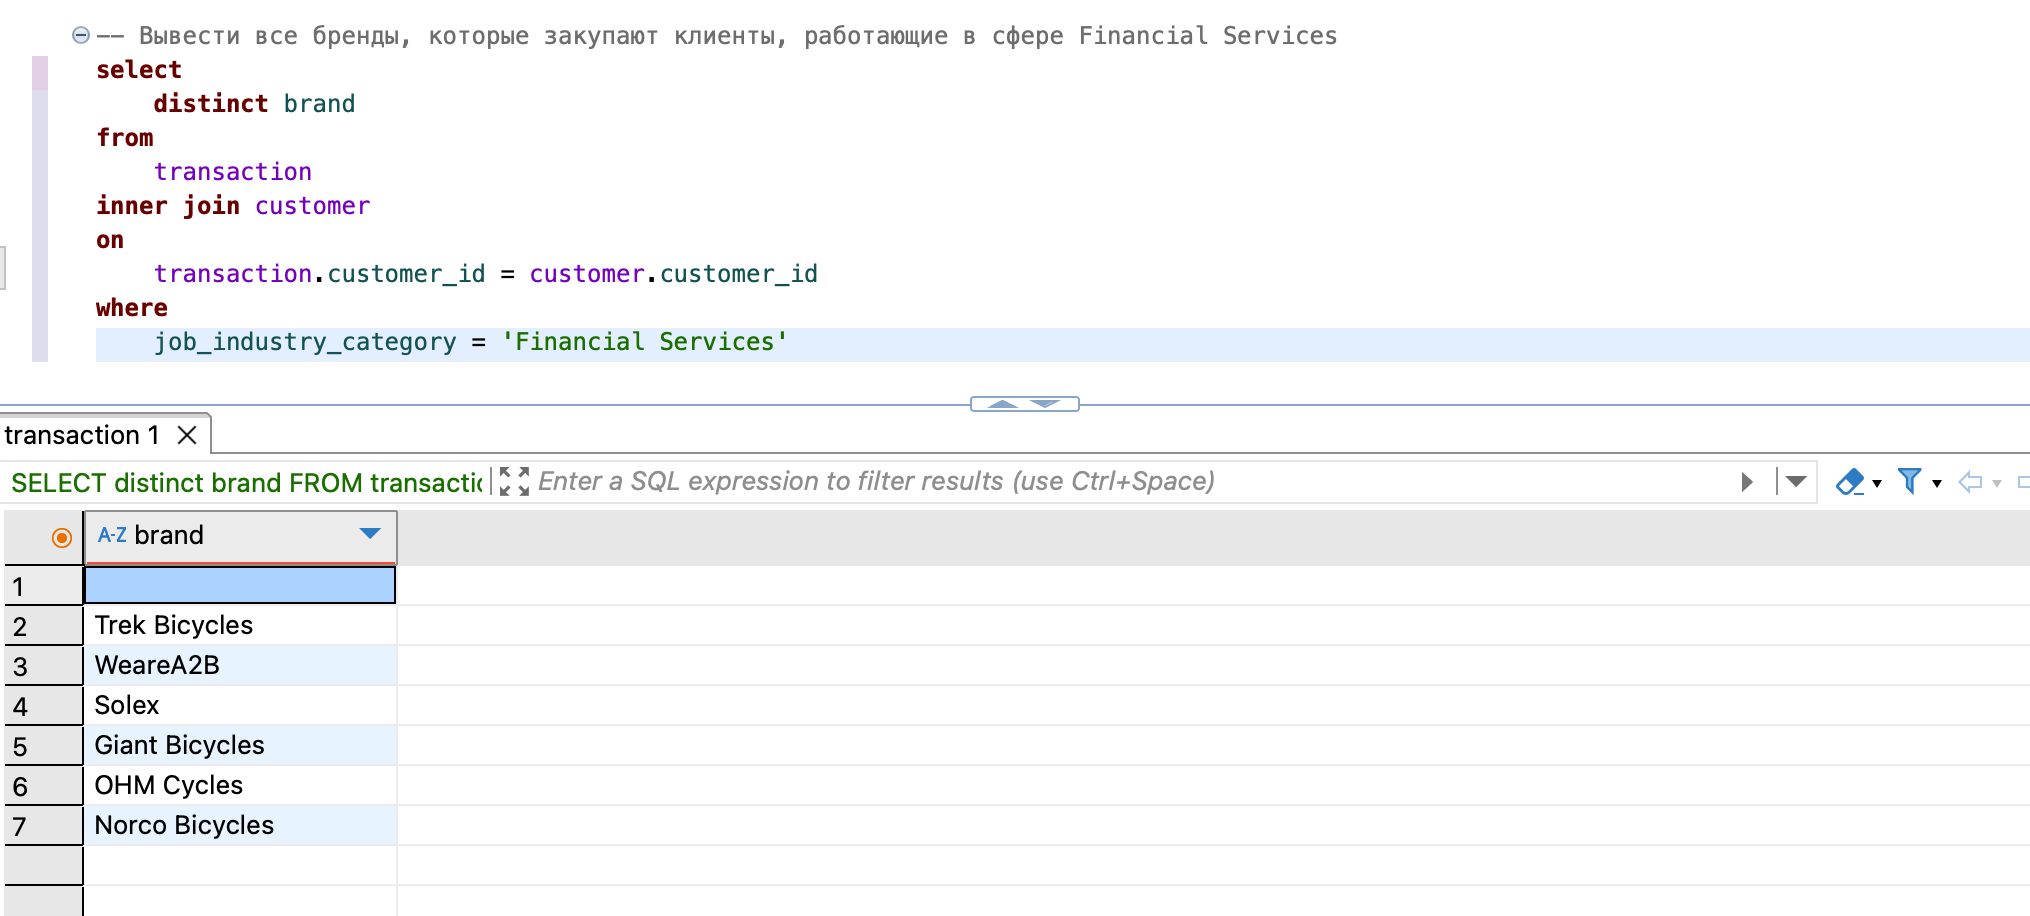 -- Вывести все бренды, которые закупают клиенты, работающие в сфере Financial Services
select
distinct brand
from
transaction
inner join customer
on
transaction.customer_id = customer.customer_id
where
job_industry_category = 'Financial Services'
transaction 1
SELECT distinct brand FROM Enter a SQL expression to filter results (use Ctrl+Space)
A-Z brand
1
2 Trek Bicycles
3 WeareA2B
4 Solex
5 Giant Bicycles
6 OHM Cycles
7 Norco Bicycles